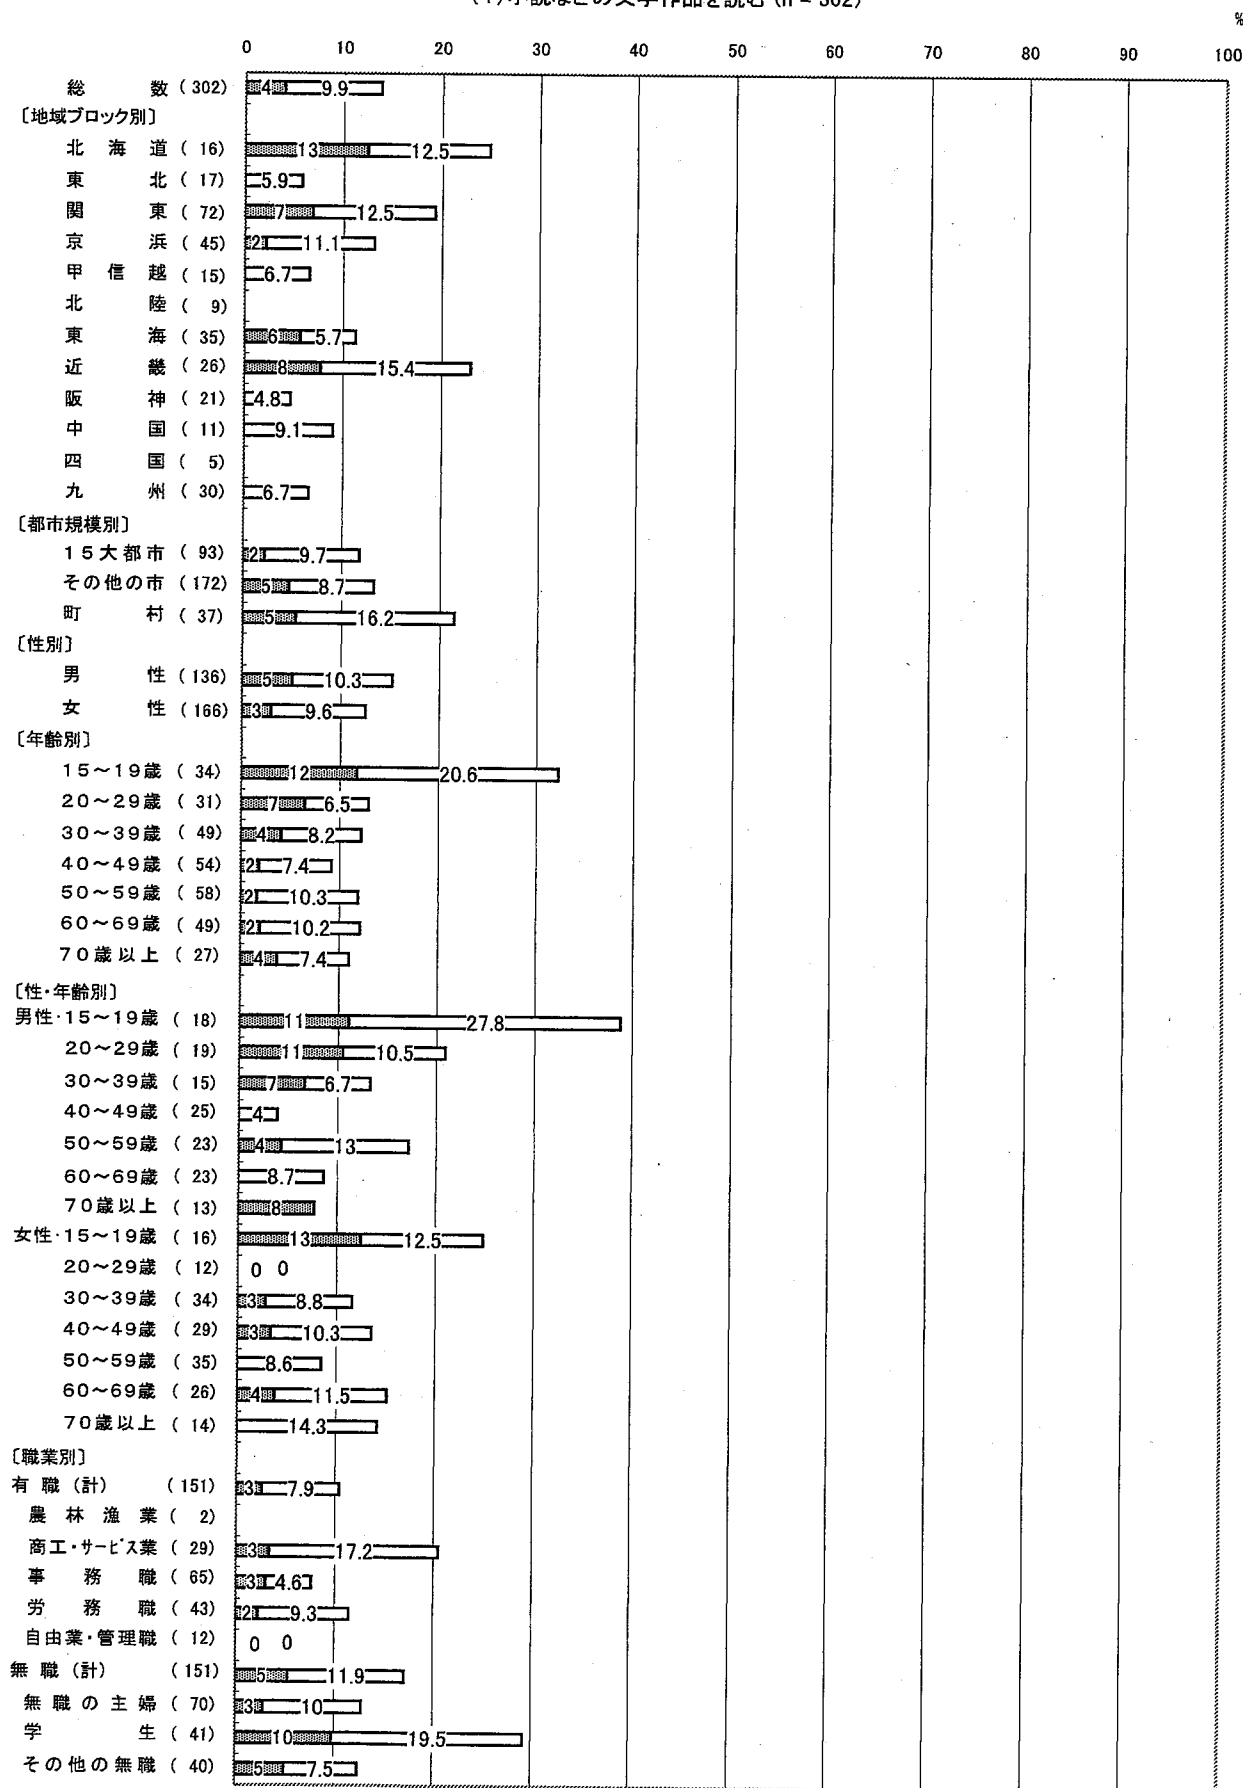 (1)小説などの文学作品を読む (n = 302)
%
0 10 20 30 40 50 60 70 80 90 100
総数 (302) 4 9.9
〔地域ブロック別〕
北海道 ( 16) 13 12.5
東北 ( 17) 5.9
関東 ( 72) 7 12.5
京浜 ( 45) 2 11.1
甲信越 ( 15) 6.7
北陸 ( 9)
東海 ( 35) 6 5.7
近畿 ( 26) 8 15.4
阪神 ( 21) 4.8
中国 ( 11) 9.1
四国 ( 5)
九州 ( 30) 6.7
〔都市規模別〕
15大都市 ( 93) 2 9.7
その他の市 (172) 5 8.7
町村 ( 37) 5 16.2
〔性別〕
男性 (136) 5 10.3
女性 (166) 3 9.6
〔年齢別〕
15～19歳 ( 34) 12 20.6
20～29歳 ( 31) 7 6.5
30～39歳 ( 49) 4 8.2
40～49歳 ( 54) 2 7.4
50～59歳 ( 58) 2 10.3
60～69歳 ( 49) 2 10.2
70歳以上 ( 27) 4 7.4
〔性・年齢別〕
男性・15～19歳 ( 18) 11 27.8
20～29歳 ( 19) 11 10.5
30～39歳 ( 15) 7 6.7
40～49歳 ( 25) 4
50～59歳 ( 23) 4 13
60～69歳 ( 23) 8.7
70歳以上 ( 13) 8
女性・15～19歳 ( 16) 13 12.5
20～29歳 ( 12) 0 0
30～39歳 ( 34) 3 8.8
40～49歳 ( 29) 3 10.3
50～59歳 ( 35) 8.6
60～69歳 ( 26) 4 11.5
70歳以上 ( 14) 14.3
〔職業別〕
有職(計) (151) 3 7.9
農林漁業 ( 2)
商工・サービス業 ( 29) 3 17.2
事務職 ( 65) 3 4.6
労務職 ( 43) 2 9.3
自由業・管理職 ( 12) 0 0
無職(計) (151) 5 11.9
無職の主婦 ( 70) 3 10
学生 ( 41) 10 19.5
その他の無職 ( 40) 5 7.5